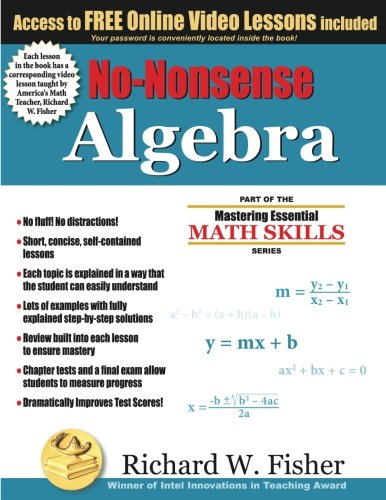 Access to FREE Online Video Lessons included
Your password is conveniently located inside the book!
Each lesson
in the book has a
corresponding video
lesson taught by
America's Math
Teacher, Richard W.
Fisher
No-Nonsense
Algebra
PART OF THE
Mastering Essential
MATH SKILLS
SERIES
• No fluff! No distractions!
• Short, concise, self-contained
lessons
• Each topic is explained in a way that
the student can easily understand
• Lots of examples with fully
explained step-by-step solutions
• Review built into each lesson
to ensure mastery
• Chapter tests and a final exam allow
students to measure progress
• Dramatically Improves Test Scores!
m = y₂ – y₁
x₂ – x₁
a² – b² = (a + b)(a – b)
y = mx + b
ax² + bx + c = 0
x = -b ± √b² – 4ac
2a
Richard W. Fisher
Winner of Intel Innovations in Teaching Award